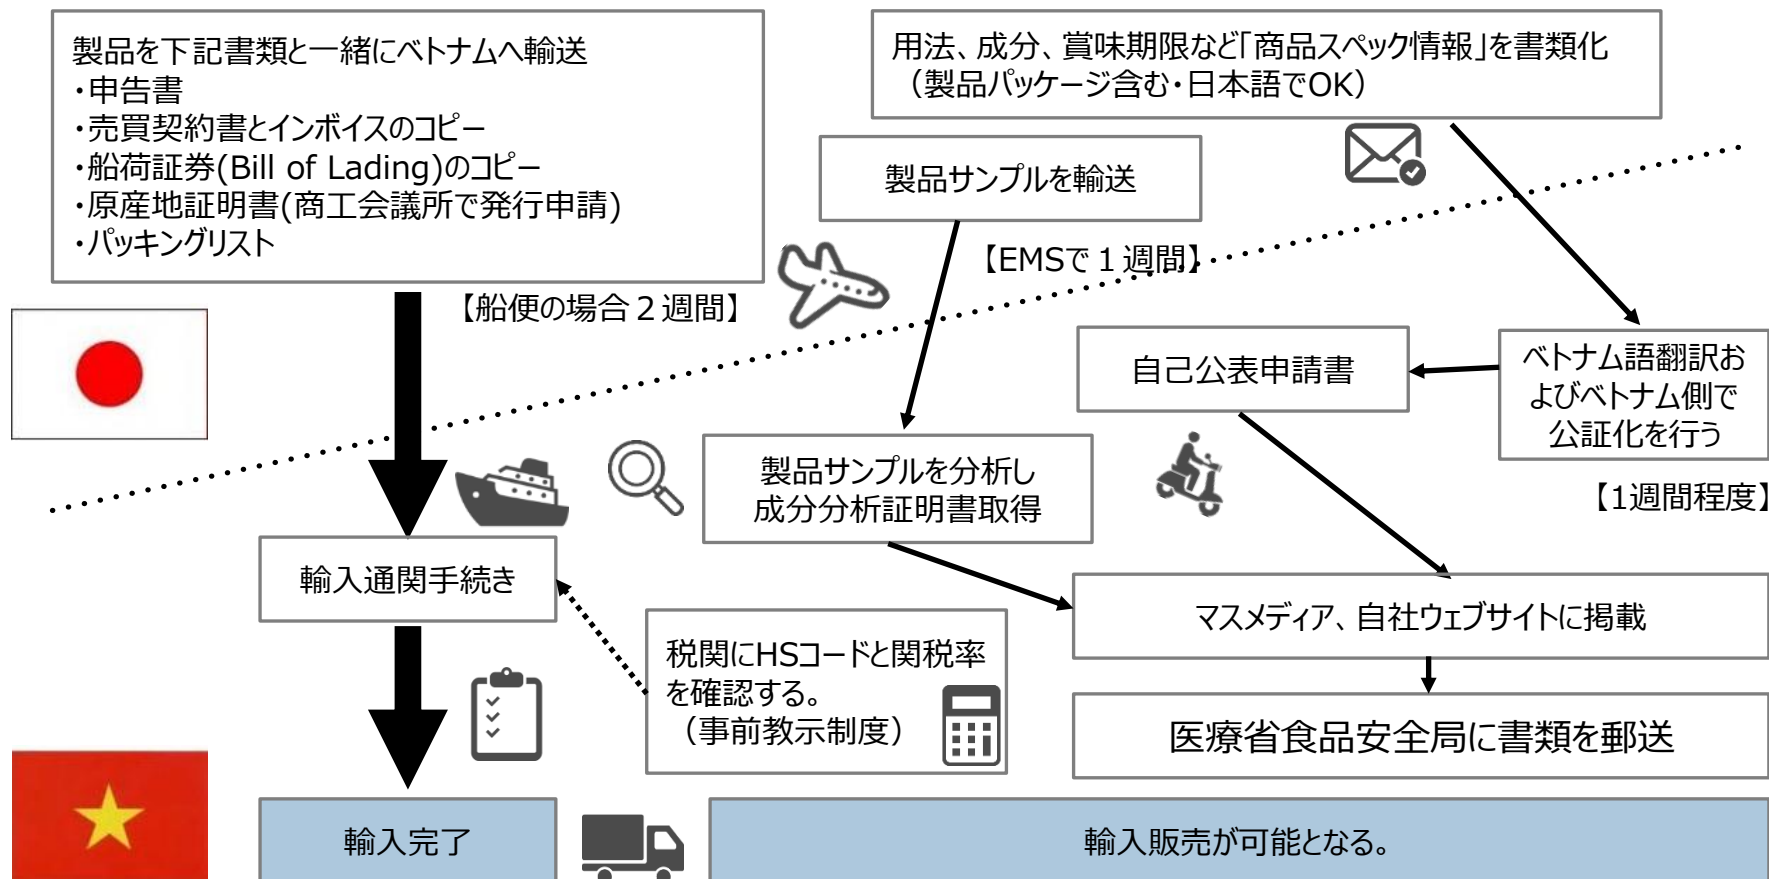 製品を下記書類と一緒にベトナムへ輸送
・申告書
・売買契約書とインボイスのコピー
・船荷証券(Bill of Lading)のコピー
・原産地証明書(商工会議所で発行申請)
・パッキングリスト
用法、成分、賞味期限など「商品スペック情報」を書類化
（製品パッケージ含む・日本語でOK）
製品サンプルを輸送
【EMSで１週間】
【船便の場合２週間】
自己公表申請書
ベトナム語翻訳お
よびベトナム側で
公証化を行う
【1週間程度】
製品サンプルを分析し
成分分析証明書取得
輸入通関手続き
マスメディア、自社ウェブサイトに掲載
税関にHSコードと関税率
を確認する。
（事前教示制度）
医療省食品安全局に書類を郵送
輸入完了
輸入販売が可能となる。